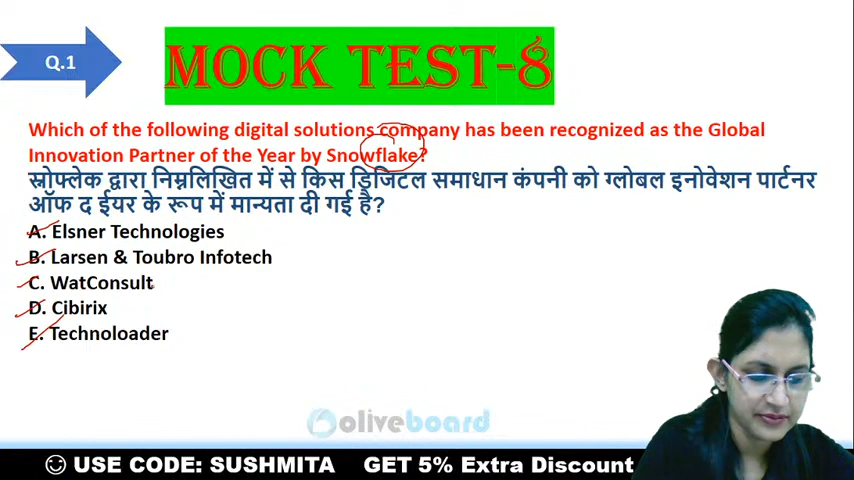 Q.1
MOCK TEST-8
Which of the following digital solutions company has been recognized as the Global
Innovation Partner of the Year by Snowflake?
स्नोफ्लेक द्वारा निम्नलिखित में से किस डिजिटल समाधान कंपनी को ग्लोबल इनोवेशन पार्टनर
ऑफ द ईयर के रूप में मान्यता दी गई है?
A. Elsner Technologies
B. Larsen & Toubro Infotech
C. WatConsult
D. Cibirix
E. Technoloader
oliveboard
USE CODE: SUSHMITA GET 5% Extra Discount